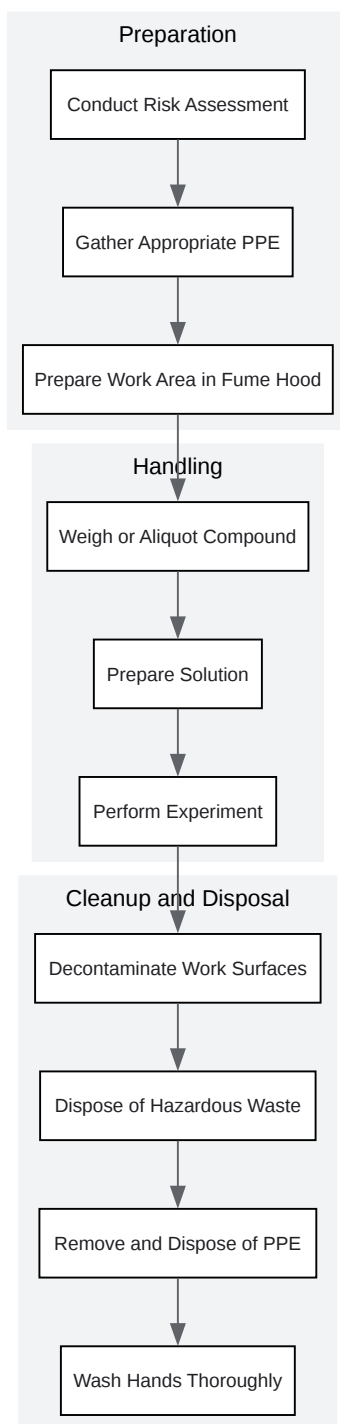 Preparation
Conduct Risk Assessment
Gather Appropriate PPE
Prepare Work Area in Fume Hood
Handling
Weigh or Aliquot Compound
Prepare Solution
Perform Experiment
Cleanup and Disposal
Decontaminate Work Surfaces
Dispose of Hazardous Waste
Remove and Dispose of PPE
Wash Hands Thoroughly